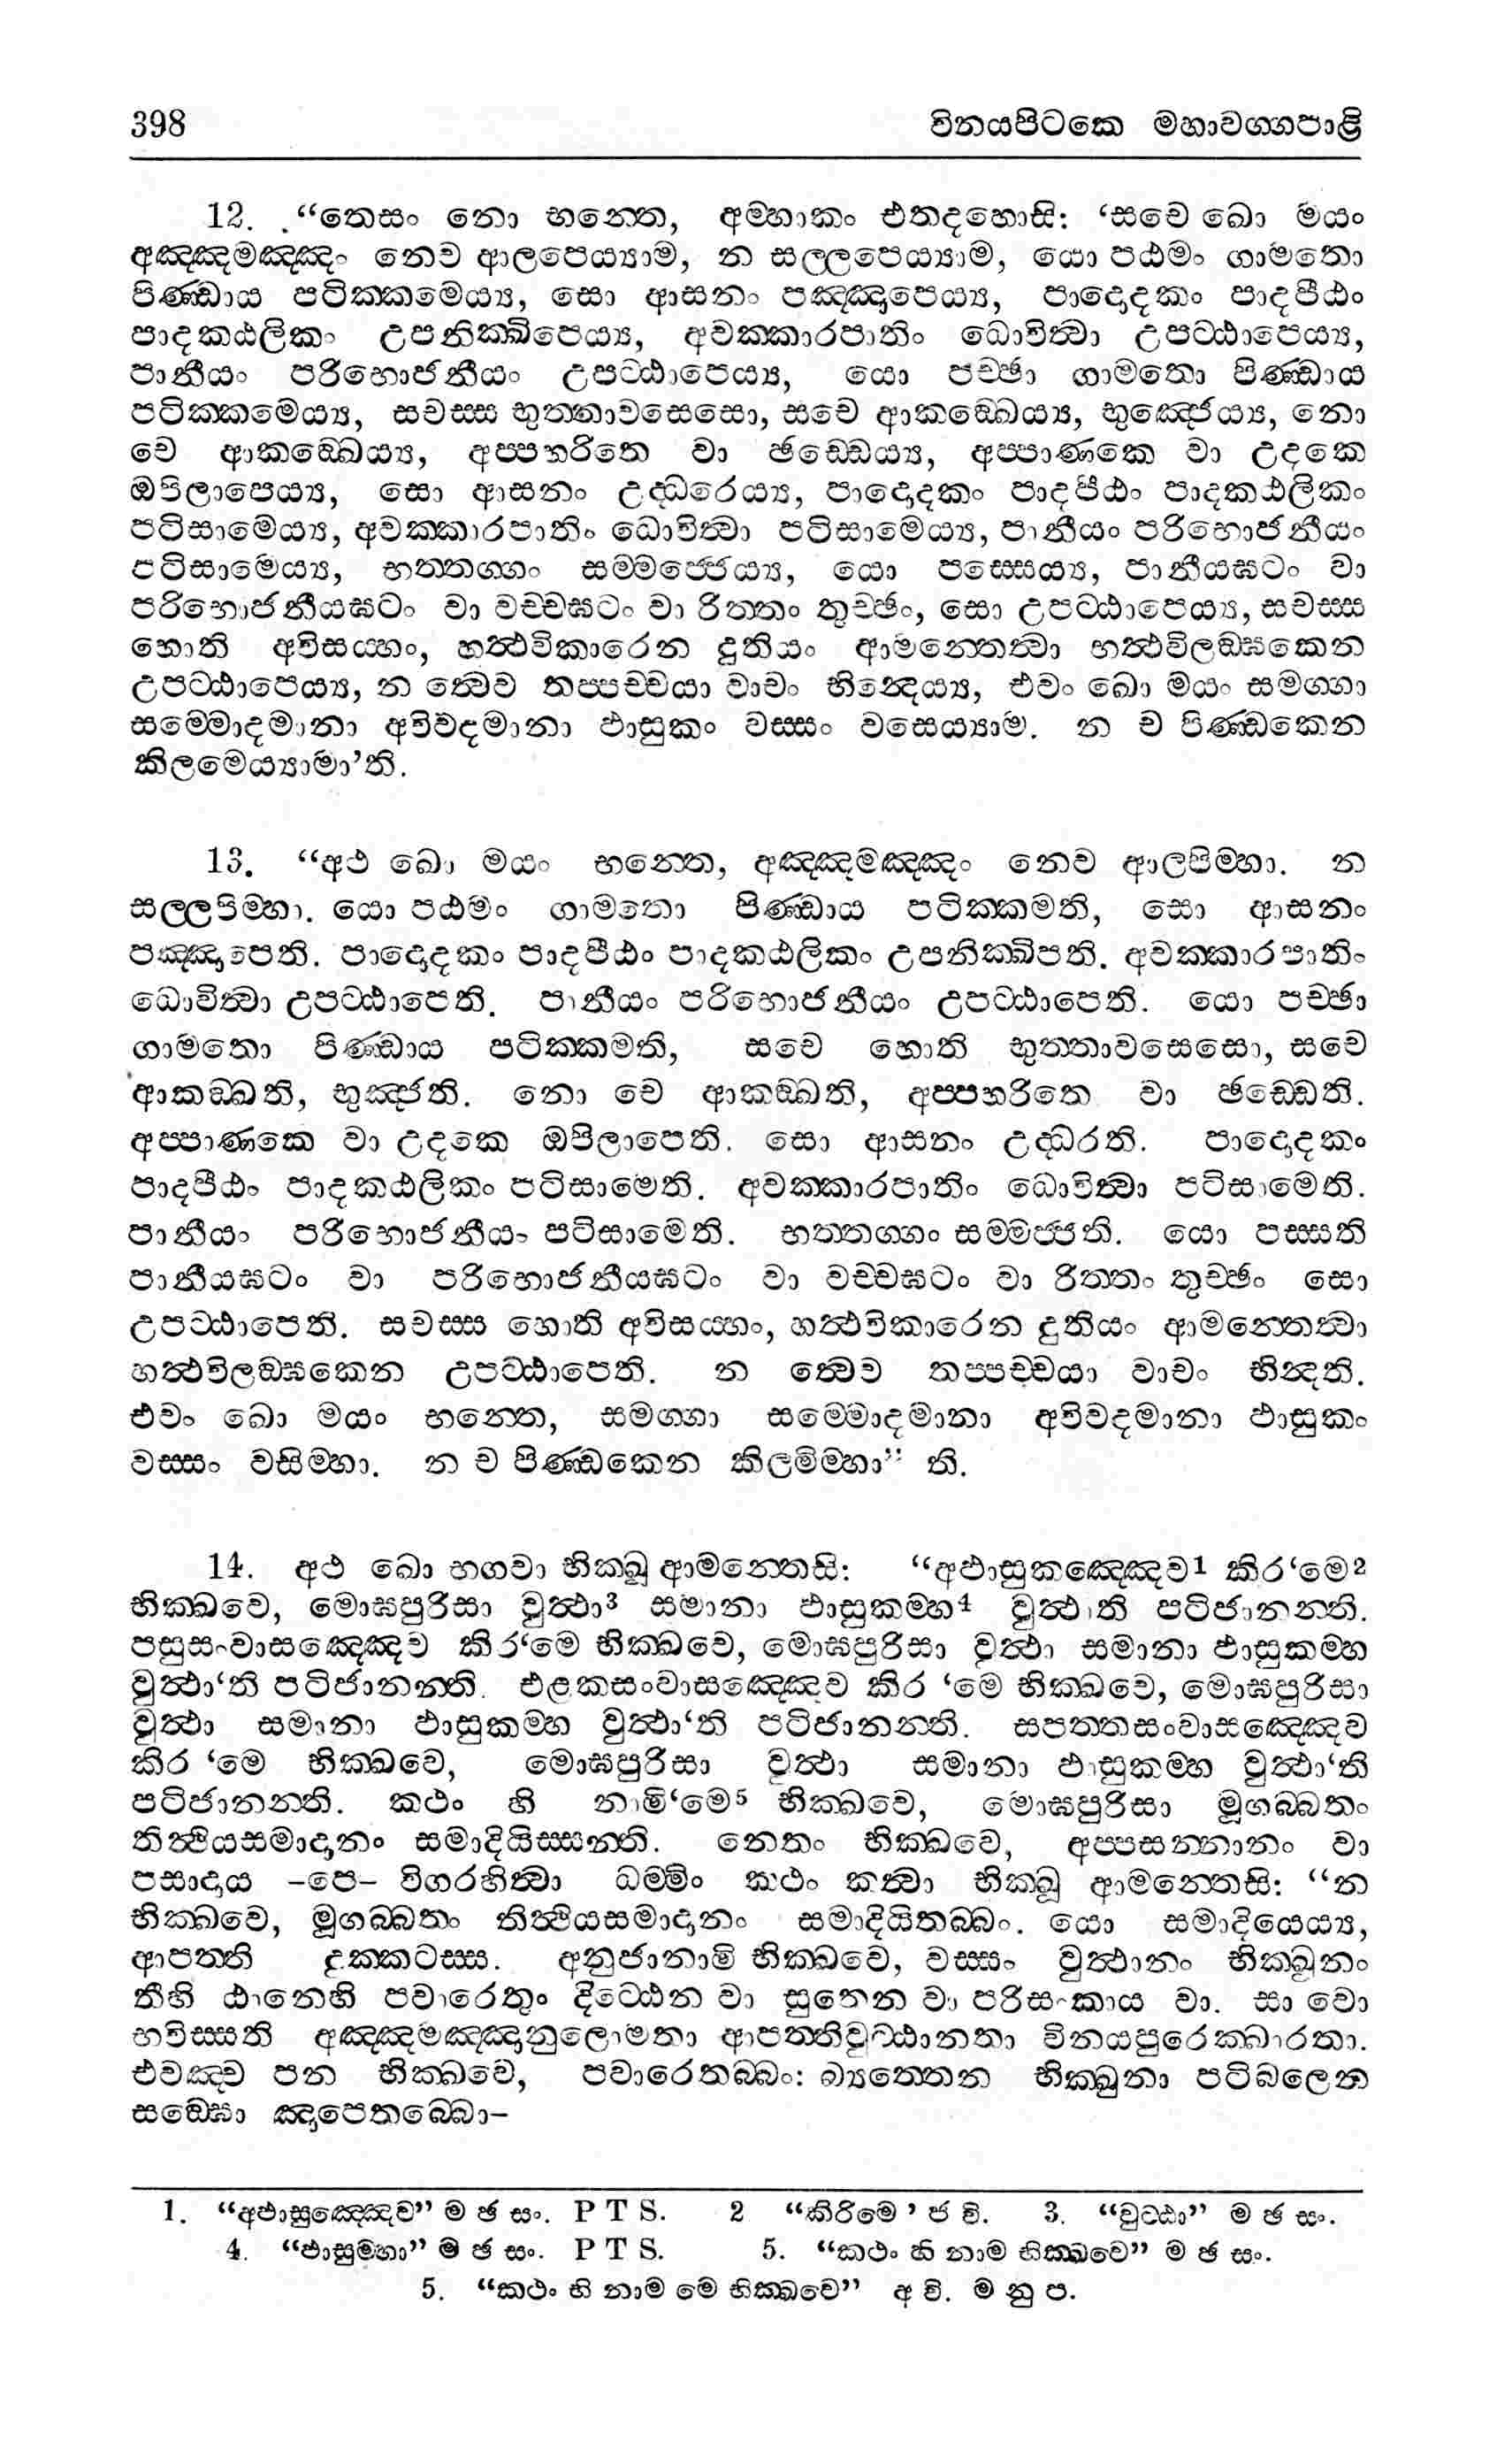 398 විනයපිටකෙ මහාවග්ගපාළි
12. “තෙසං නො භන්තෙ, අම්හාකං එතදහොසි: ‘සචෙ ඛො මයං
අඤ්ඤමඤ්ඤං නෙව ආලපෙය්‍යාම, න සල්ලපෙය්‍යාම, යො පඨමං ගාමතො
පිණ්ඩාය පටික්කමෙය්‍ය, සො ආසනං පඤ්ඤාපෙය්‍ය, පාදොදකං පාදපීඨං
පාදකඨලිකං උපනික්ඛිපෙය්‍ය, අවක්කාරපාතිං ධොවිත්‍වා උපට්ඨාපෙය්‍ය,
පානීයං පරිභොජනීයං උපට්ඨාපෙය්‍ය, යො පච්ඡා ගාමතො පිණ්ඩාය
පටික්කමෙය්‍ය, සචස්ස භුත්තාවසෙසො, සචෙ ආකඞ්ඛෙය්‍ය, භුඤ්ජෙය්‍ය, නො
චෙ ආකඞ්ඛෙය්‍ය, අප්පහරිතෙ වා ඡඩ්ඩෙය්‍ය, අප්පාණකෙ වා උදකෙ
ඔපිලාපෙය්‍ය, සො ආසනං උද්ධරෙය්‍ය, පාදොදකං පාදපීඨං පාදකඨලිකං
පටිසාමෙය්‍ය, අවක්කාරපාතිං ධොවිත්‍වා පටිසාමෙය්‍ය, පානීයං පරිභොජනීයං
පටිසාමෙය්‍ය, භත්තග්ගං සම්මජ්ජෙය්‍ය, යො පස්සෙය්‍ය, පානීයඝටං වා
පරිභොජනීයඝටං වා වච්චඝටං වා රිත්තං තුච්ඡං, සො උපට්ඨාපෙය්‍ය, සචස්ස
හොති අවිසය්හං, හත්‍ථවිකාරෙන දුතියං ආමන්තෙත්‍වා හත්‍ථවිලඞ්ඝකෙන
උපට්ඨාපෙය්‍ය, න ත්‍වෙව තප්පච්චයා වාචං භින්‍දෙය්‍ය, එවං ඛො මයං සමග්ගා
සම්මොදමානා අවිවදමානා ඵාසුකං වස්සං වසෙය්‍යාම. න ච පිණ්ඩකෙන
කිලමෙය්‍යාමා’ති.
13. “අථ ඛො මයං භන්තෙ, අඤ්ඤමඤ්ඤං නෙව ආලපිම්හා. න
සල්ලපිම්හා. යො පඨමං ගාමතො පිණ්ඩාය පටික්කමති, සො ආසනං
පඤ්ඤාපෙති. පාදොදකං පාදපීඨං පාදකඨලිකං උපනික්ඛිපති. අවක්කාරපාතිං
ධොවිත්‍වා උපට්ඨාපෙති. පානීයං පරිභොජනීයං උපට්ඨාපෙති. යො පච්ඡා
ගාමතො පිණ්ඩාය පටික්කමති, සචෙ හොති භුත්තාවසෙසො, සචෙ
ආකඞ්ඛති, භුඤ්ජති. නො චෙ ආකඞ්ඛති, අප්පහරිතෙ වා ඡඩ්ඩෙති.
අප්පාණකෙ වා උදකෙ ඔපිලාපෙති. සො ආසනං උද්ධරති. පාදොදකං
පාදපීඨං පාදකඨලිකං පටිසාමෙති. අවක්කාරපාතිං ධොවිත්‍වා පටිසාමෙති.
පානීයං පරිභොජනීයං පටිසාමෙති. භත්තග්ගං සම්මජ්ජති. යො පස්සති
පානීයඝටං වා පරිභොජනීයඝටං වා වච්චඝටං වා රිත්තං තුච්ඡං සො
උපට්ඨාපෙති. සචස්ස හොති අවිසය්හං, හත්‍ථවිකාරෙන දුතියං ආමන්තෙත්‍වා
හත්‍ථවිලඞ්ඝකෙන උපට්ඨාපෙති. න ත්‍වෙව තප්පච්චයා වාචං භින්‍දති.
එවං ඛො මයං භන්තෙ, සමග්ගා සම්මොදමානා අවිවදමානා ඵාසුකං
වස්සං වසිම්හා. න ච පිණ්ඩකෙන කිලමිම්හා” ති.
14. අථ ඛො භගවා භික්ඛූ ආමන්තෙසි: “අඵාසුකඤ්ඤෙව1 කිර‘මෙ2
භික්ඛවෙ, මොඝපුරිසා වුත්‍ථා3 සමානා ඵාසුකම්හ4 වුත්‍ථා‘ති පටිජානන්ති.
පසුසංවාසඤ්ඤෙව කිර‘මෙ භික්ඛවෙ, මොඝපුරිසා වුත්‍ථා සමානා ඵාසුකම්හ
වුත්‍ථා‘ති පටිජානන්ති. එළකසංවාසඤ්ඤෙව කිර ‘මෙ භික්ඛවෙ, මොඝපුරිසා
වුත්‍ථා සමානා ඵාසුකම්හ වුත්‍ථා‘ති පටිජානන්ති. සපත්තසංවාසඤ්ඤෙව
කිර ‘මෙ භික්ඛවෙ, මොඝපුරිසා වුත්‍ථා සමානා ඵාසුකම්හ වුත්‍ථා‘ති
පටිජානන්ති. කථං හි නාමි‘මෙ5 භික්ඛවෙ, මොඝපුරිසා මූගබ්බතං
තිත්‍ථියසමාදානං සමාදියිස්සන්ති. නෙතං භික්ඛවෙ, අප්පසන්නානං වා
පසාදාය –පෙ– විගරහිත්‍වා ධම්මිං කථං කත්‍වා භික්ඛූ ආමන්තෙසි: “න
භික්ඛවෙ, මූගබ්බතං තිත්‍ථියසමාදානං සමාදියිතබ්බං. යො සමාදියෙය්‍ය,
ආපත්ති දුක්කටස්ස. අනුජානාමි භික්ඛවෙ, වස්සං වුත්‍ථානං භික්ඛූනං
තීහි ඨානෙහි පවාරෙතුං දිට්ඨෙන වා සුතෙන වා පරිසංකාය වා. සා වො
භවිස්සති අඤ්ඤමඤ්ඤානුලොමතා ආපත්තිවුට්ඨානතා විනයපුරෙක්ඛාරතා.
එවඤ්ච පන භික්ඛවෙ, පවාරෙතබ්බං: බ්‍යත්තෙන භික්ඛුනා පටිබලෙන
සඞ්ඝො ඤාපෙතබ්බො–
1. “අඵාසුඤ්ඤෙව” ම ඡ සං. P T S. 2 “කිරිමෙ ’ ජ වි. 3. “වුට්ඨා” ම ඡ සං.
4. “ඵාසුම්හා” ම ඡ සං. P T S. 5. “කථං හි නාම භික්ඛවෙ” ම ඡ සං.
5. “කථං හි නාම මෙ භික්ඛවෙ” අ වි. ම නු ප.